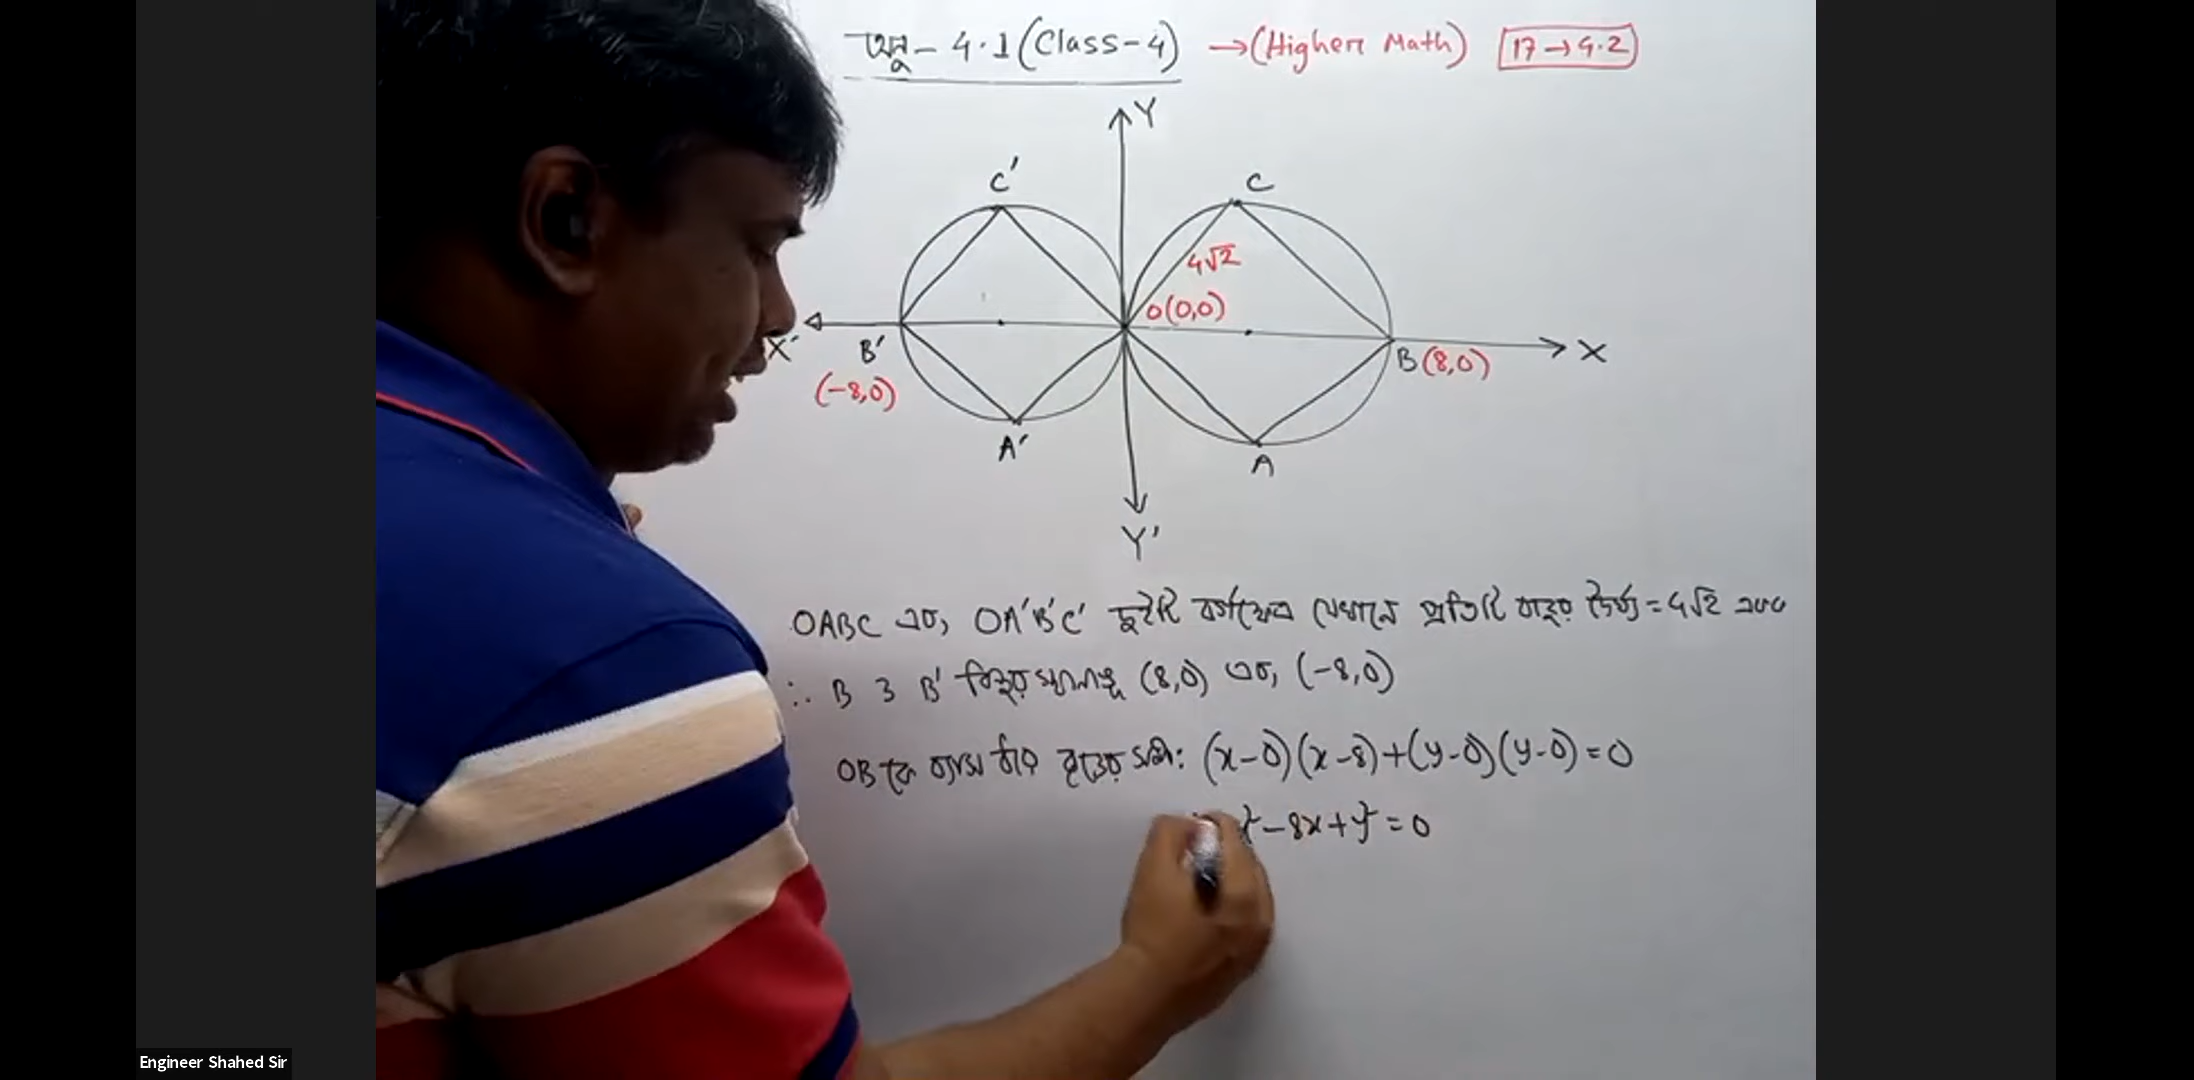 অনু - 4.1 (Class-4) → (Higher Math) 17→4.2
Y
C' C
4√2
O(0,0)
X' B' B(8,0) X
(-8,0)
A' A
Y'
OABC এবং OA'B'C' দুইটি বর্গক্ষেত্র যেখানে প্রতিটি বাহুর দৈর্ঘ্য = 4√2 একক
∴ B ও B' বিন্দুর স্থানাঙ্ক (8,0) এবং (-8,0)
OB কে ব্যাস ধরে বৃত্তের সমী: (x-0)(x-8)+(y-0)(y-0)=0
x²-8x+y²=0
Engineer Shahed Sir